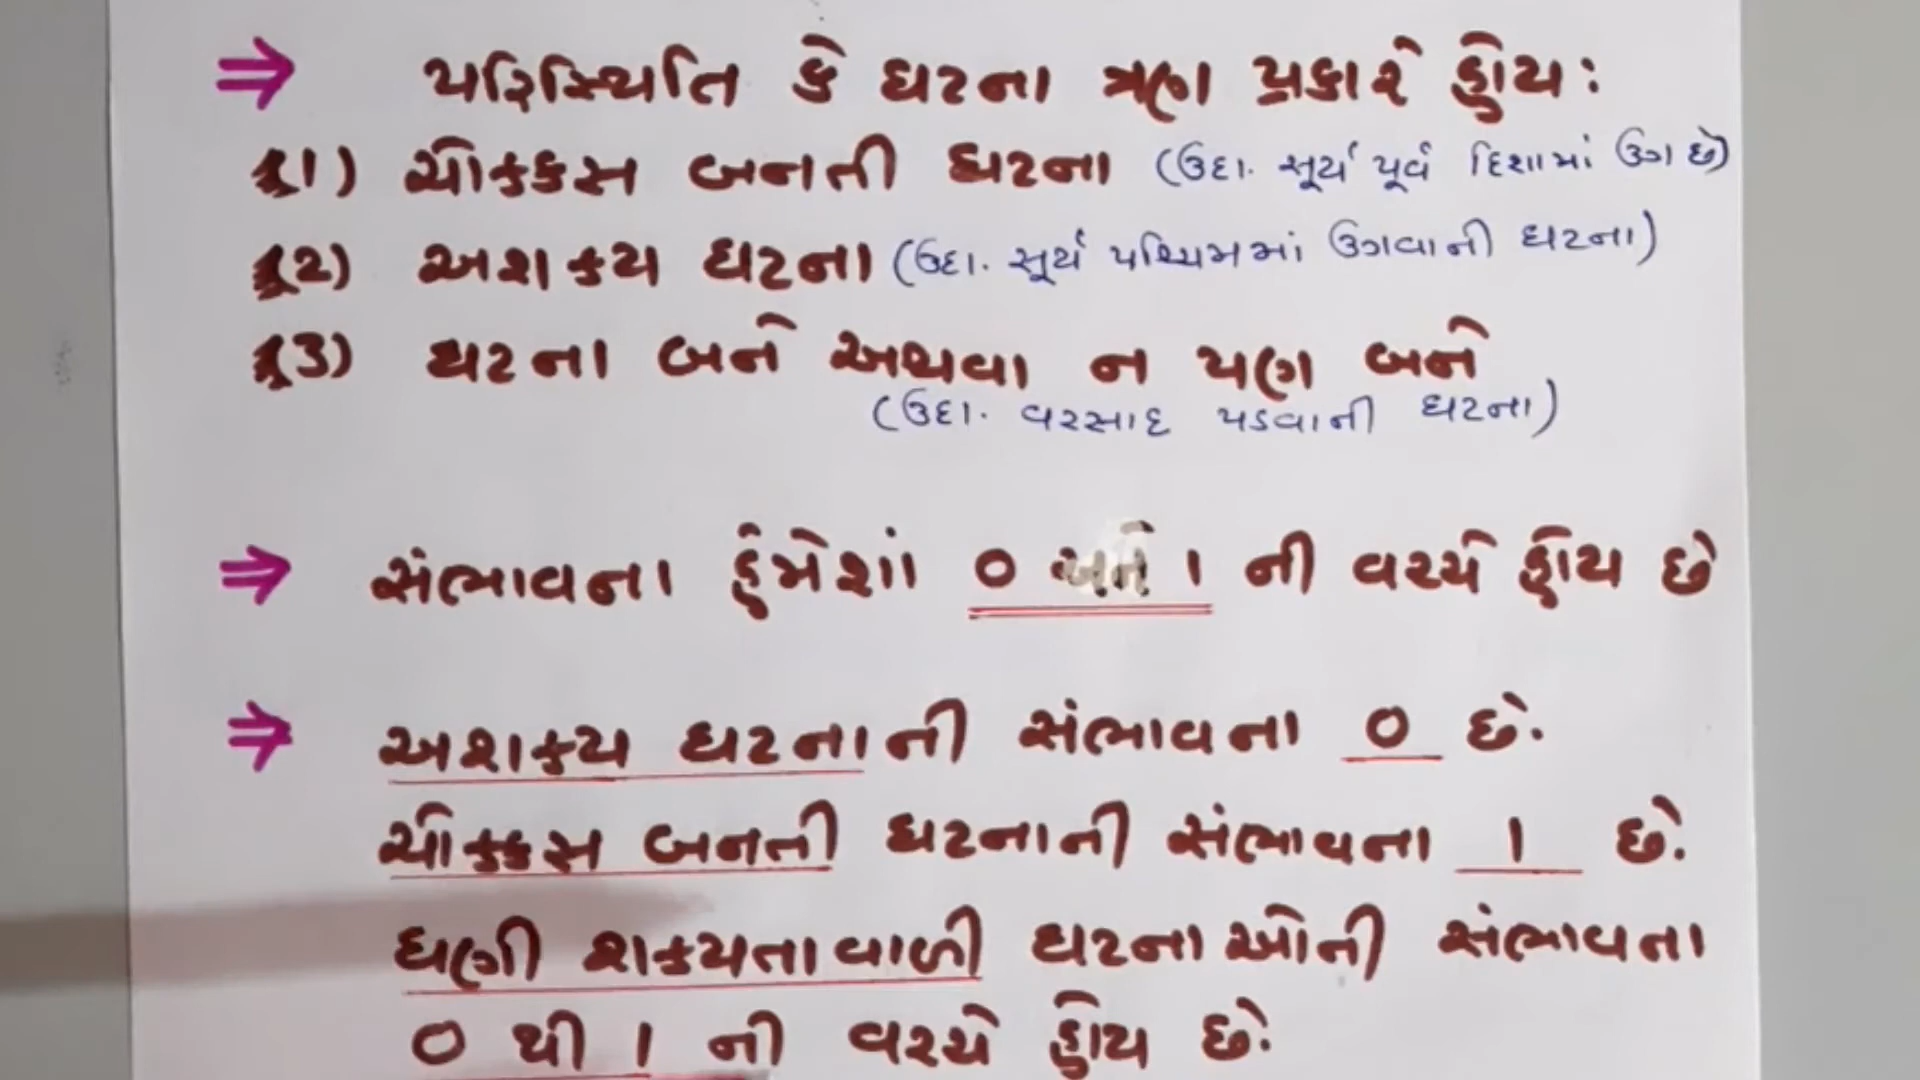 ⇒ પરિસ્થિતિ કે ઘટના ત્રણ પ્રકારે હોય:
(1) ચોક્કસ બનતી ઘટના (ઉદા. સૂર્ય પૂર્વ દિશામાં ઉગે છે)
(2) અશક્ય ઘટના (ઉદા. સૂર્ય પશ્ચિમમાં ઉગવાની ઘટના)
(3) ઘટના બને અથવા ન પણ બને
(ઉદા. વરસાદ પડવાની ઘટના)
⇒ સંભાવના હંમેશાં 0 અને 1 ની વચ્ચે હોય છે
⇒ અશક્ય ઘટનાની સંભાવના 0 છે.
ચોક્કસ બનતી ઘટનાની સંભાવના 1 છે.
ઘણી શક્યતાવાળી ઘટનાઓની સંભાવના
0 થી 1 ની વચ્ચે હોય છે.